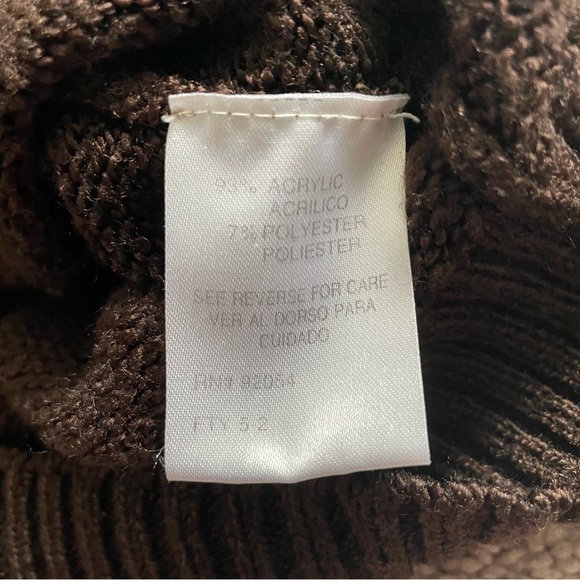 93% ACRYLIC
ACRILICO
7% POLYESTER
POLIESTER
SEE REVERSE FOR CARE
VER AL DORSO PARA
CUIDADO
RN# 92054
FTY 5-2